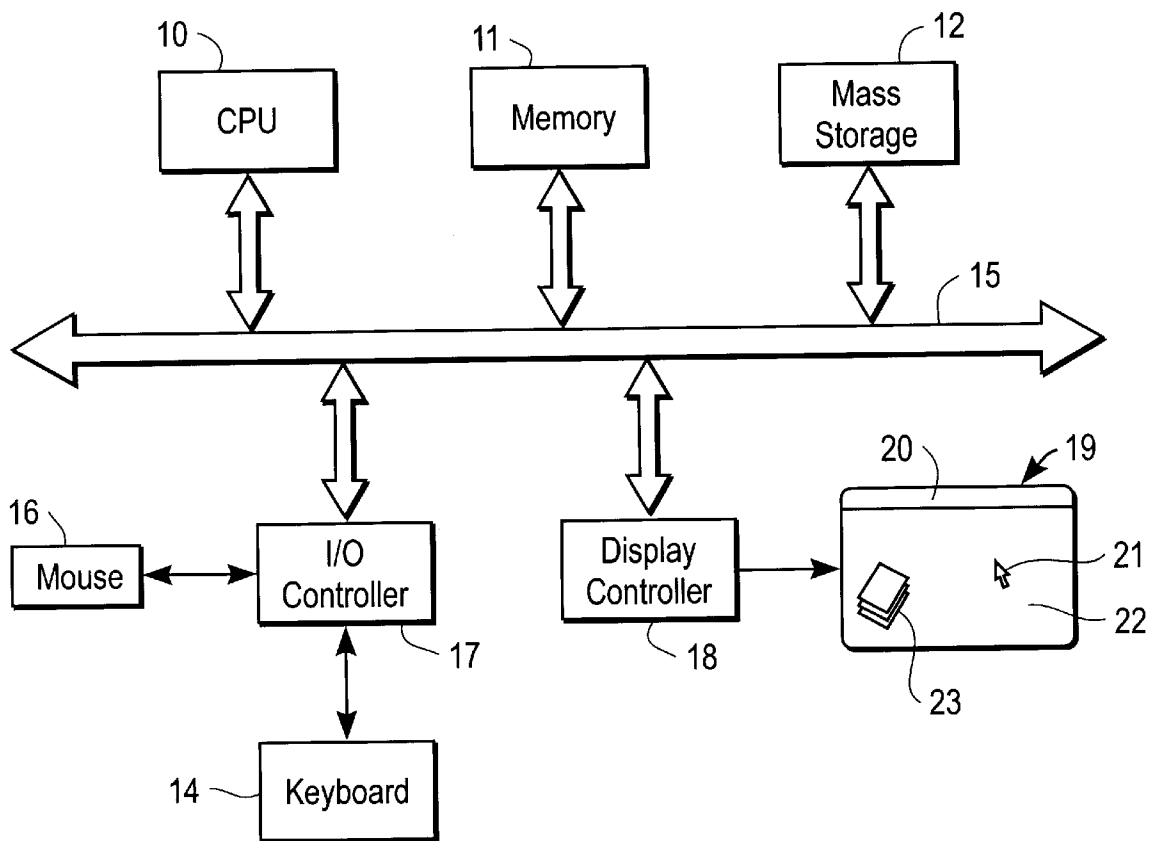 10
11
12
CPU
Memory
Mass
Storage
15
20
19
16
Mouse
I/O
Controller
Display
Controller
21
22
17
18
23
14
Keyboard